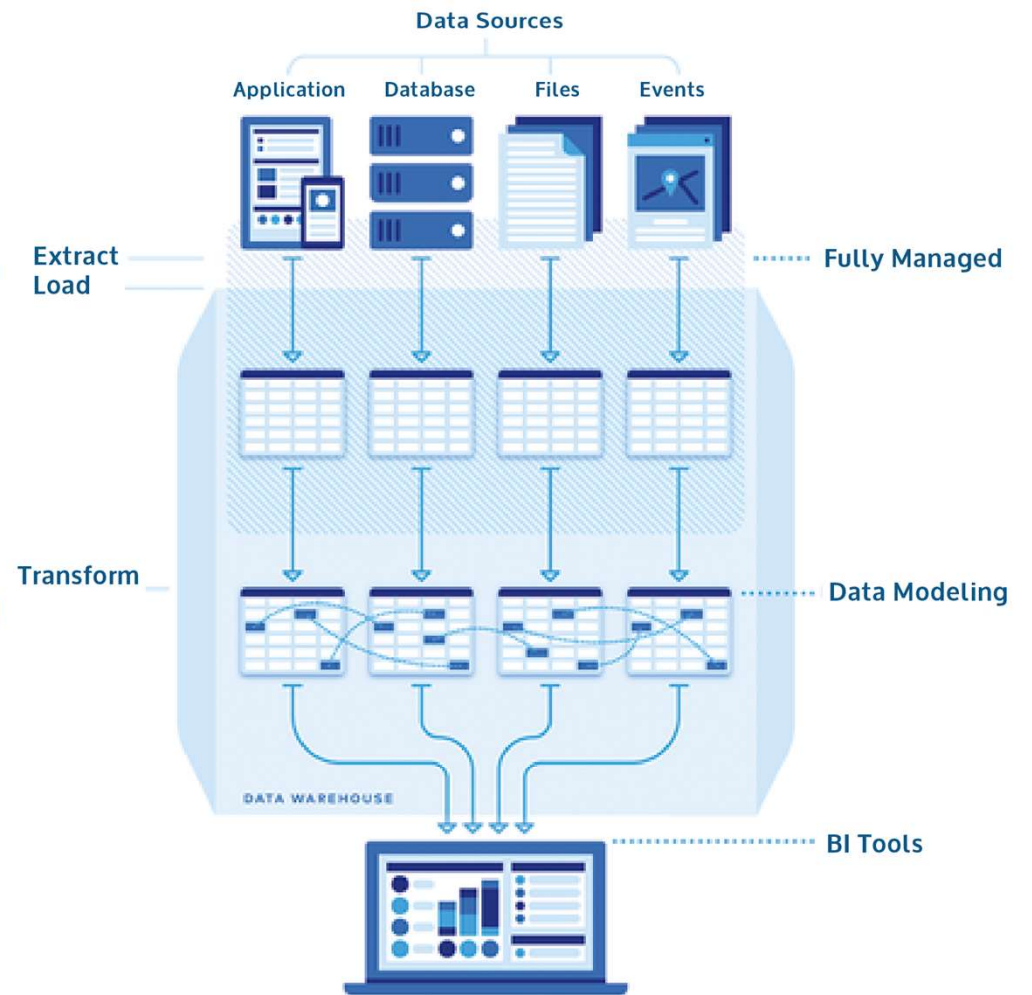 Data Sources
Application
Database
Files
Events
Extract
Load
Fully Managed
Transform
Data Modeling
DATA WAREHOUSE
BI Tools